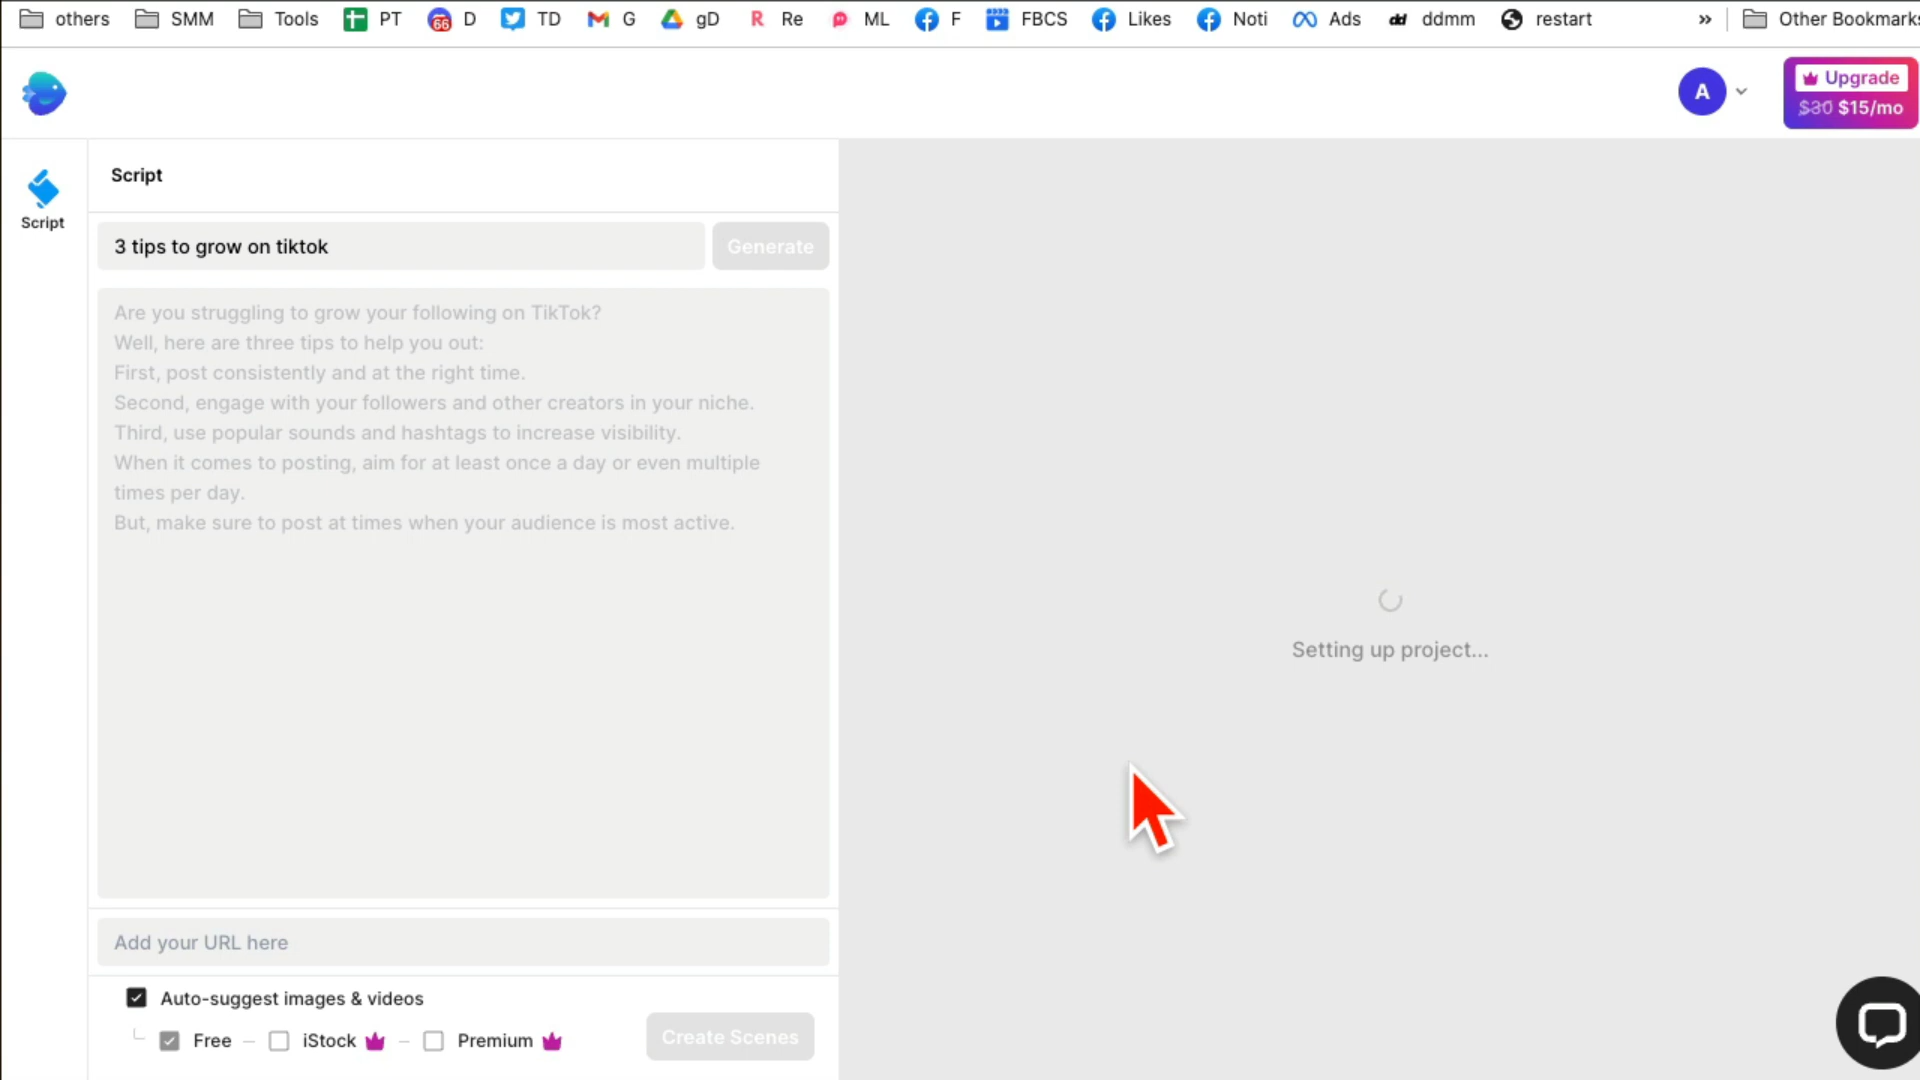 others SMM Tools PT 66 D TD G gD R Re ML F FBCS Likes Noti Ads dd ddmm restart » Other Bookmarks
A
Upgrade
$30 $15/mo
Script
Script
3 tips to grow on tiktok
Generate
Are you struggling to grow your following on TikTok?
Well, here are three tips to help you out:
First, post consistently and at the right time.
Second, engage with your followers and other creators in your niche.
Third, use popular sounds and hashtags to increase visibility.
When it comes to posting, aim for at least once a day or even multiple
times per day.
But, make sure to post at times when your audience is most active.
Setting up project...
Add your URL here
Auto-suggest images & videos
Free – iStock – Premium
Create Scenes